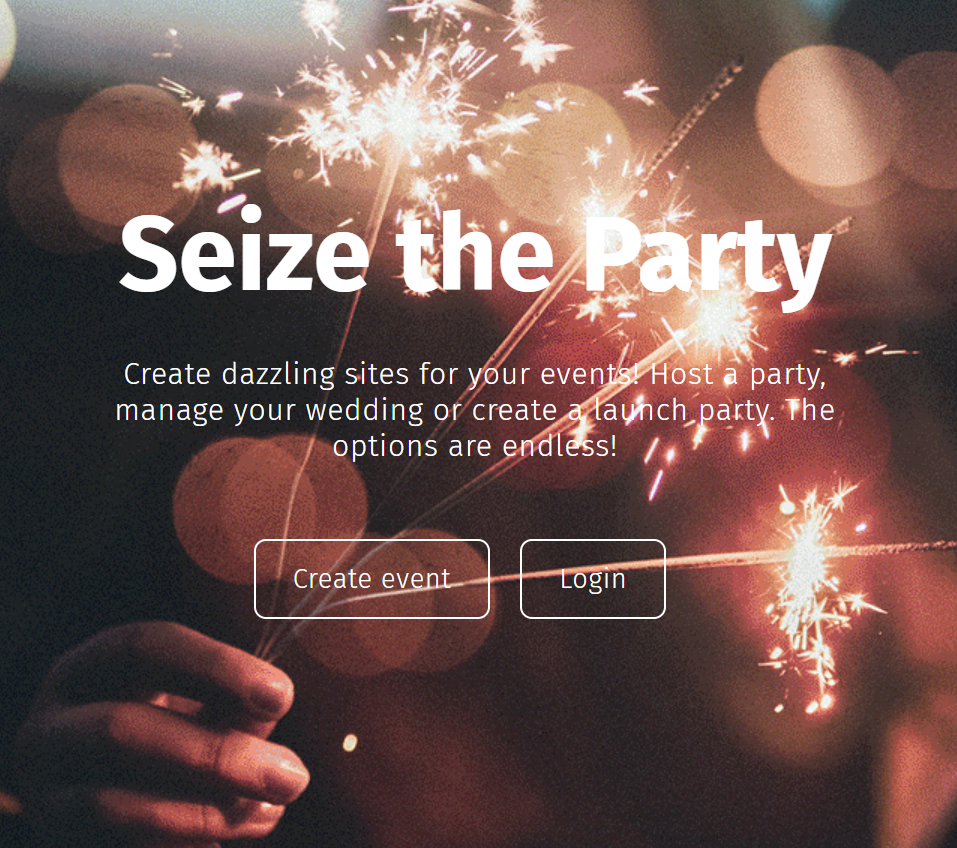 Seize the Party
Create dazzling sites for your events! Host a party,
manage your wedding or create a launch party. The
options are endless!
Create event
Login